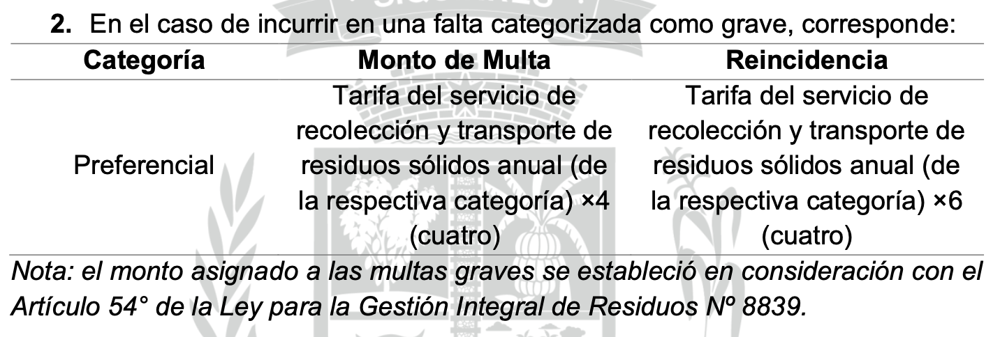 2. En el caso de incurrir en una falta categorizada como grave, corresponde:
Categoría Monto de Multa Reincidencia
Tarifa del servicio de Tarifa del servicio de
recolección y transporte de recolección y transporte de
Preferencial residuos sólidos anual (de residuos sólidos anual (de
la respectiva categoría) ×4 la respectiva categoría) ×6
(cuatro) (cuatro)
Nota: el monto asignado a las multas graves se estableció en consideración con el
Artículo 54° de la Ley para la Gestión Integral de Residuos Nº 8839.